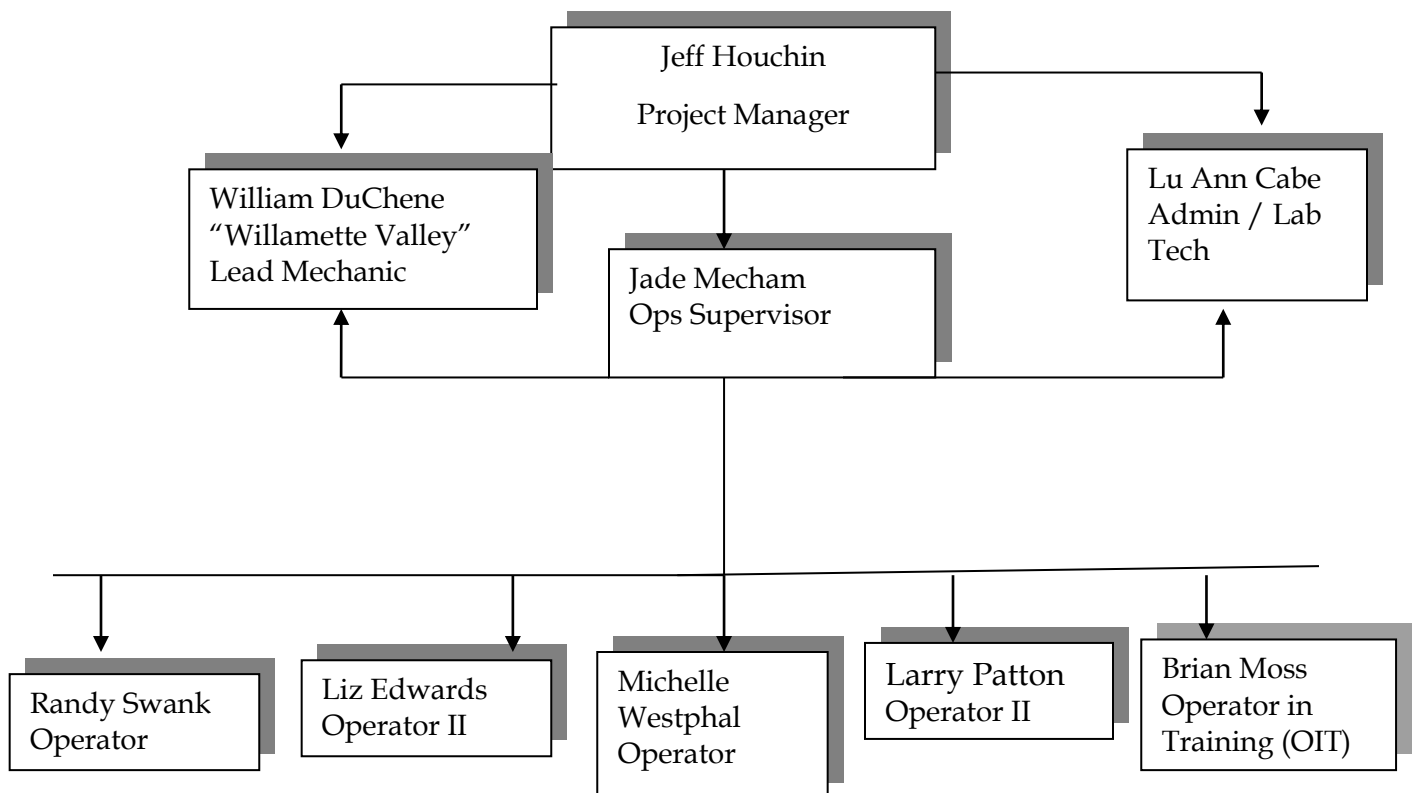 Jeff Houchin
Project Manager
William DuChene
“Willamette Valley”
Lead Mechanic
Lu Ann Cabe
Admin / Lab
Tech
Jade Mecham
Ops Supervisor
Randy Swank
Operator
Liz Edwards
Operator II
Michelle
Westphal
Operator
Larry Patton
Operator II
Brian Moss
Operator in
Training (OIT)